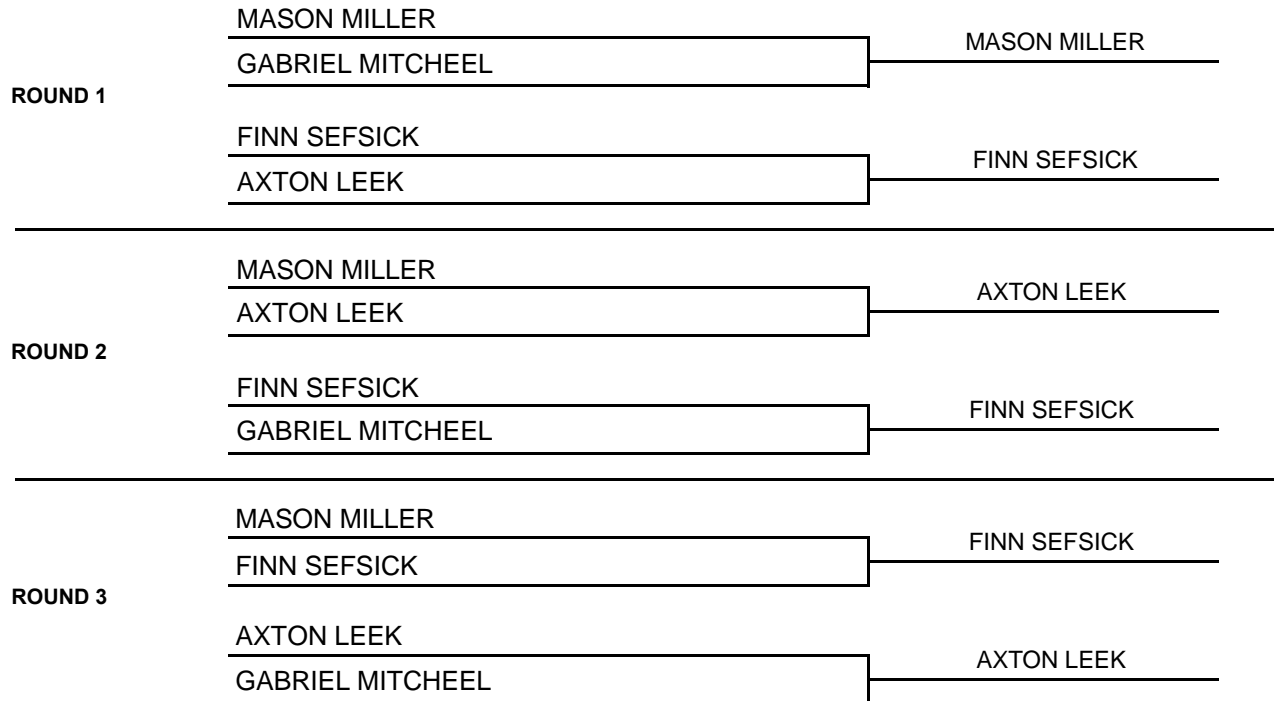 MASON MILLER
MASON MILLER
GABRIEL MITCHEEL
ROUND 1
FINN SEFSICK
FINN SEFSICK
AXTON LEEK
MASON MILLER
AXTON LEEK
AXTON LEEK
ROUND 2
FINN SEFSICK
FINN SEFSICK
GABRIEL MITCHEEL
MASON MILLER
FINN SEFSICK
FINN SEFSICK
ROUND 3
AXTON LEEK
AXTON LEEK
GABRIEL MITCHEEL